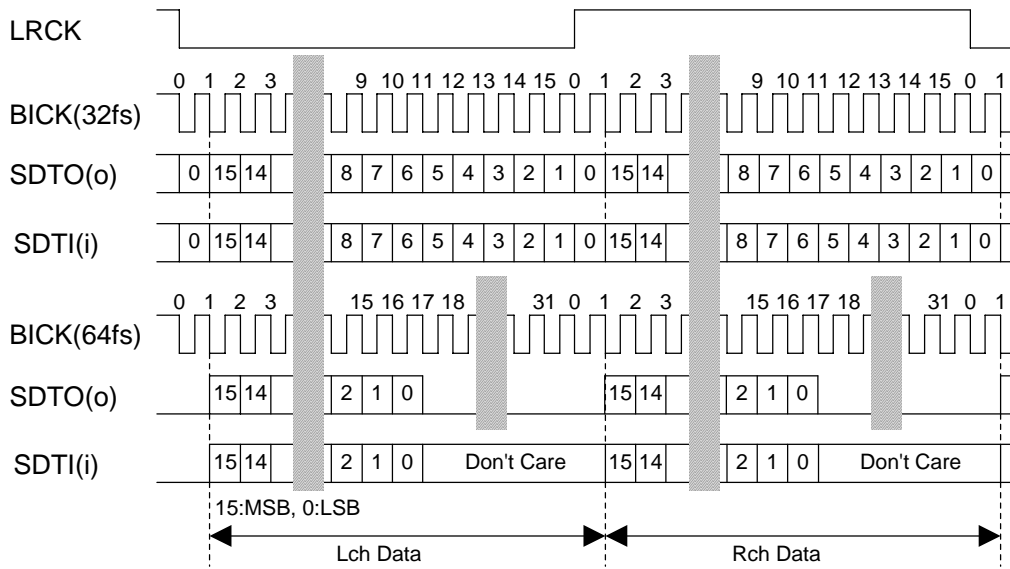 LRCK
0 1 2 3 9 10 11 12 13 14 15 0 1 2 3 9 10 11 12 13 14 15 0 1
BICK(32fs)
SDTO(o) 0 15 14 8 7 6 5 4 3 2 1 0 15 14 8 7 6 5 4 3 2 1 0
SDTI(i) 0 15 14 8 7 6 5 4 3 2 1 0 15 14 8 7 6 5 4 3 2 1 0
0 1 2 3 15 16 17 18 31 0 1 2 3 15 16 17 18 31 0 1
BICK(64fs)
SDTO(o) 15 14 2 1 0 15 14 2 1 0
SDTI(i) 15 14 2 1 0 Don't Care 15 14 2 1 0 Don't Care
15:MSB, 0:LSB
Lch Data Rch Data